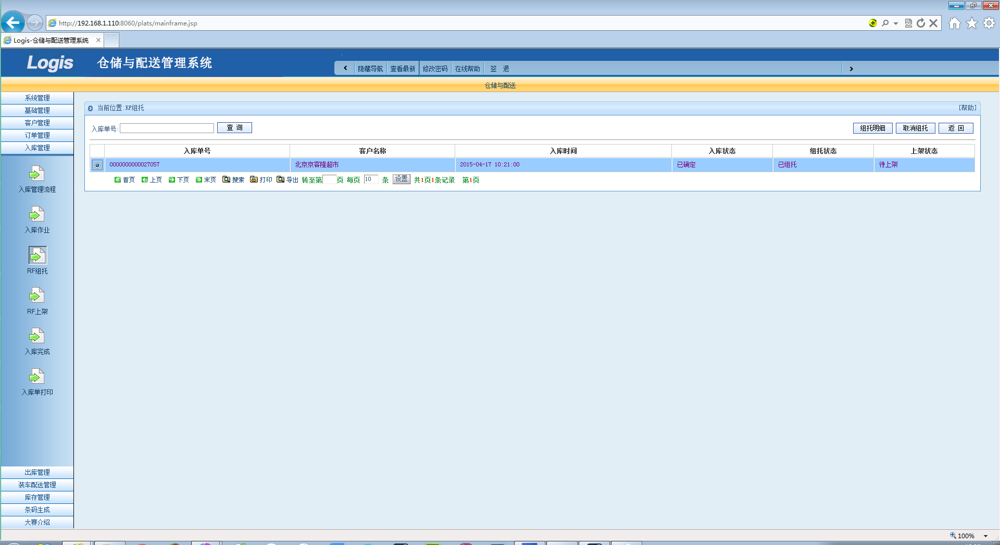 http://192.168.1.110:8060/plats/mainframe.jsp
Logis-仓储与配送管理系统
Logis 仓储与配送管理系统
隐藏导航 查看最新 修改密码 在线帮助 签 退
仓储与配送
系统管理
基础管理
客户管理
订单管理
入库管理
入库管理流程
入库作业
RF组托
RF上架
入库完成
入库单打印
出库管理
装车配送管理
库存管理
条码生成
大赛介绍
当前位置:RF组托 [帮助]
入库单号: 查 询 组托明细 取消组托 返 回
入库单号 客户名称 入库时间 入库状态 组托状态 上架状态
0000000000027057 北京京客隆超市 2015-04-17 10:21:00 已确定 已组托 待上架
首页 上页 下页 末页 搜索 打印 导出 转至第 页 每页 10 条 设置 共1页1条记录 第1页
100%